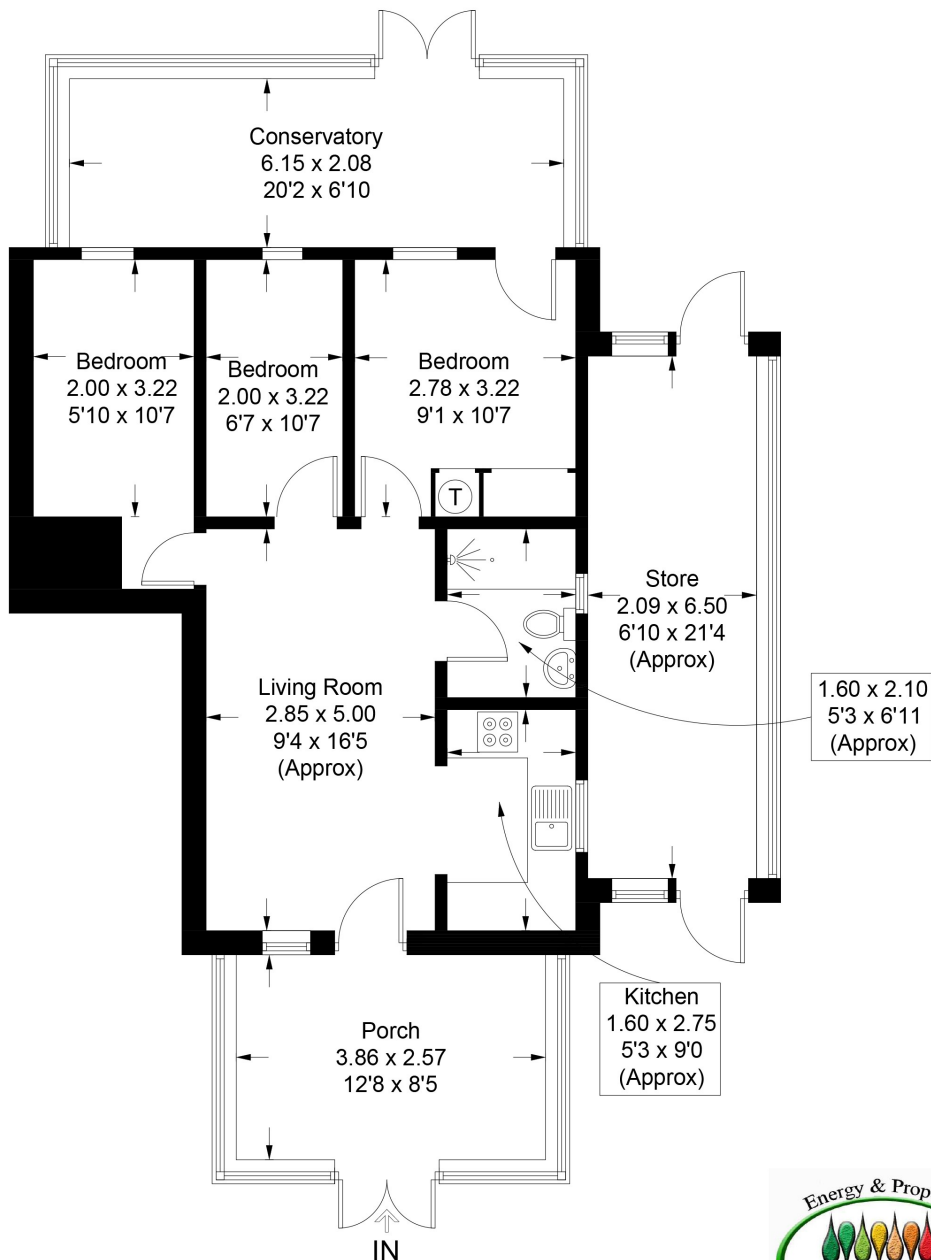 Conservatory
6.15 x 2.08
20'2 x 6'10
Bedroom
2.00 x 3.22
5'10 x 10'7
Bedroom
2.00 x 3.22
6'7 x 10'7
Bedroom
2.78 x 3.22
9'1 x 10'7
T
Store
2.09 x 6.50
6'10 x 21'4
(Approx)
1.60 x 2.10
5'3 x 6'11
(Approx)
Living Room
2.85 x 5.00
9'4 x 16'5
(Approx)
Kitchen
1.60 x 2.75
5'3 x 9'0
(Approx)
Porch
3.86 x 2.57
12'8 x 8'5
IN
Energy & Prop